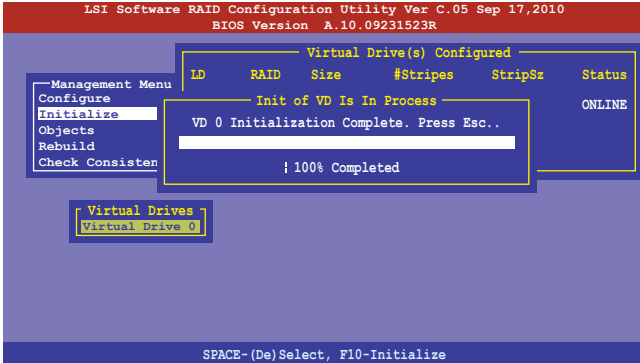 LSI Software RAID Configuration Utility Ver C.05 Sep 17,2010
BIOS Version A.10.09231523R
Virtual Drive(s) Configured
LD RAID Size #Stripes StripSz Status
ONLINE
Management Menu
Configure
Initialize
Objects
Rebuild
Check Consisten
Init of VD Is In Process
VD 0 Initialization Complete. Press Esc..
100% Completed
Virtual Drives
Virtual Drive 0
SPACE-(De)Select, F10-Initialize